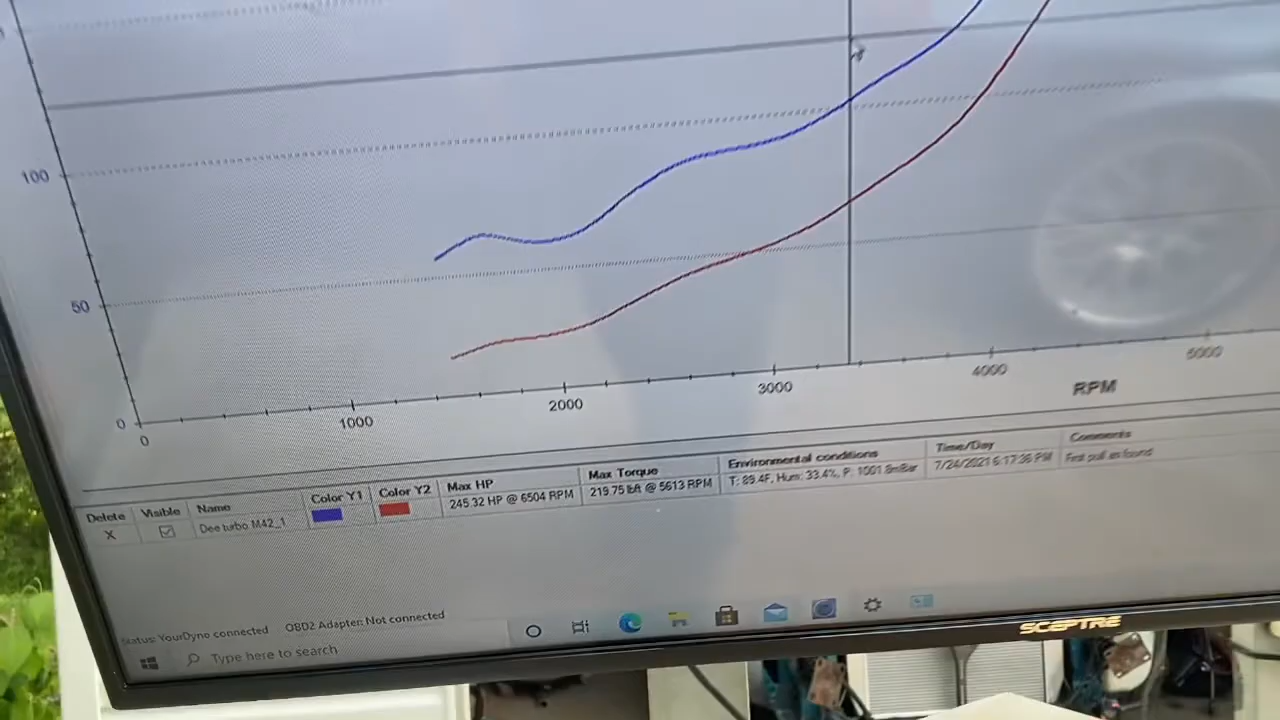 100
50
0
0 1000 2000 3000 4000 5000
RPM
Delete Visible Name Color Y1 Color Y2 Max HP Max Torque Environmental conditions Time/Day Comments
X Dee turbo M42_1 245.32 HP @ 6504 RPM 219.75 lbft @ 5613 RPM T: 89.4F, Hum: 33.4%, P: 1001.8mBar 7/24/2021 6:17:36 PM First pull as found
Status: YourDyno connected OBD2 Adapter: Not connected
Type here to search
SCEPTRE